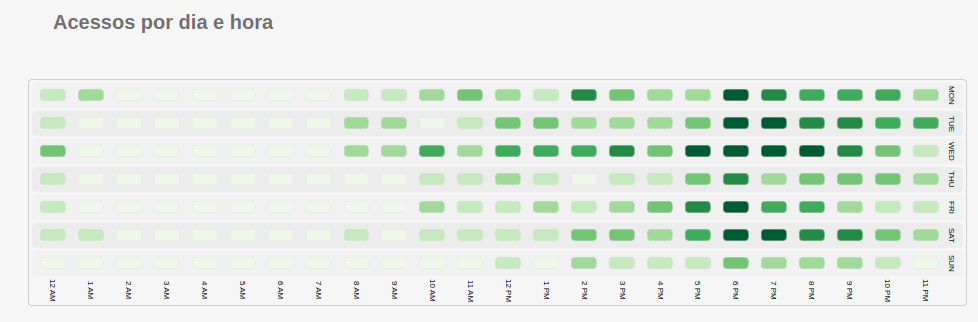 Acessos por dia e hora
MON
TUE
WED
THU
FRI
SAT
SUN
12 AM 1 AM 2 AM 3 AM 4 AM 5 AM 6 AM 7 AM 8 AM 9 AM 10 AM 11 AM 12 PM 1 PM 2 PM 3 PM 4 PM 5 PM 6 PM 7 PM 8 PM 9 PM 10 PM 11 PM